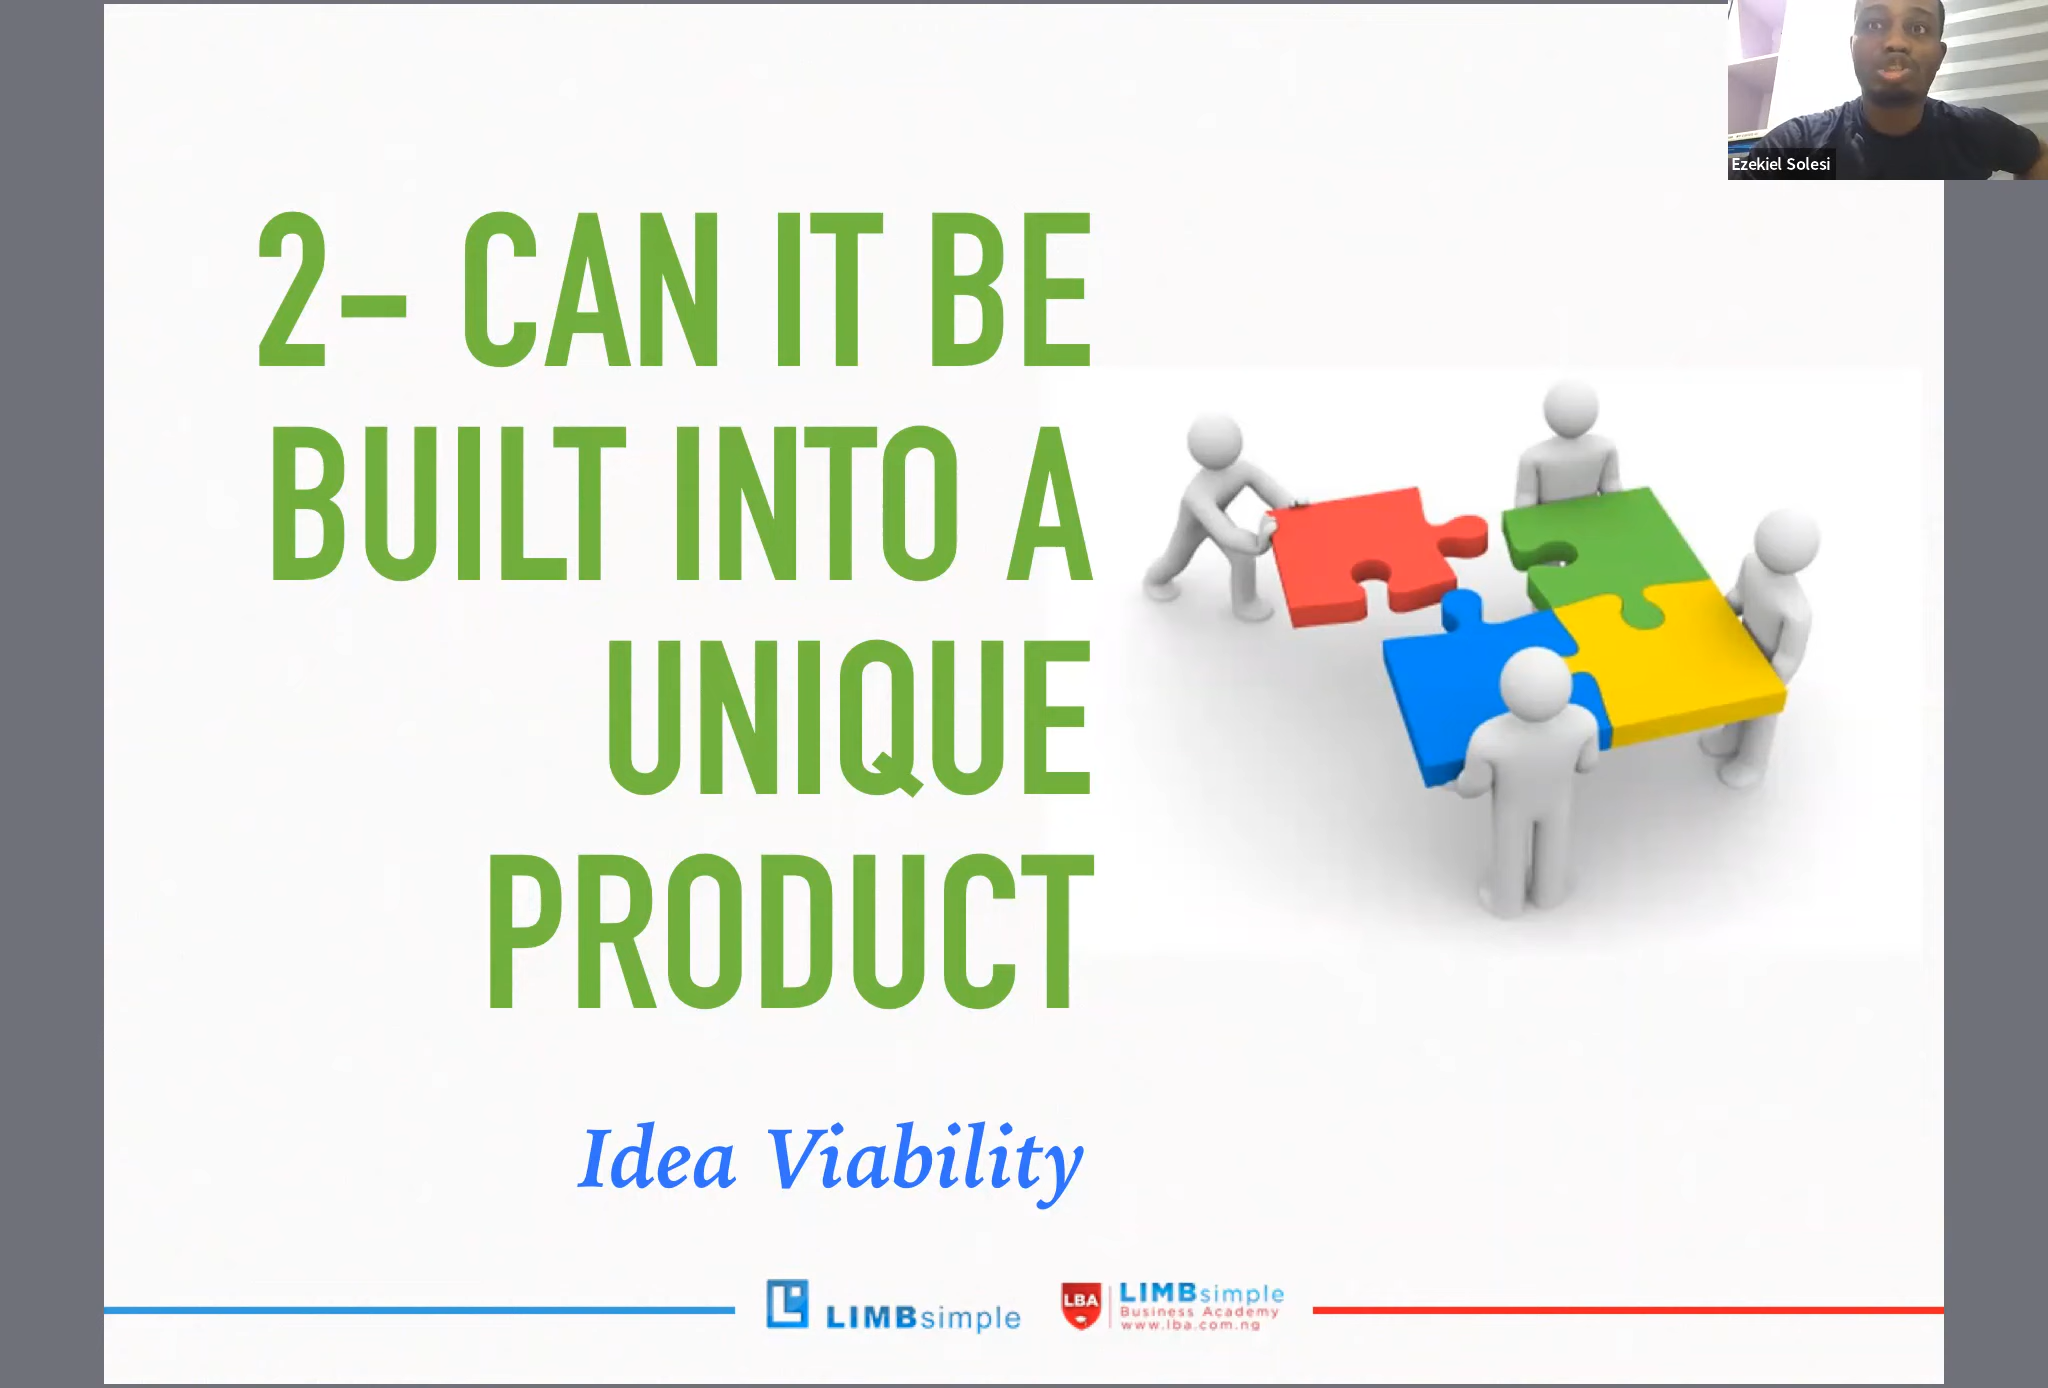 Ezekiel Solesi
2- CAN IT BE
BUILT INTO A
UNIQUE
PRODUCT
Idea Viability
LIMBsimple
LBA
LIMBsimple
Business Academy
www.lba.com.ng